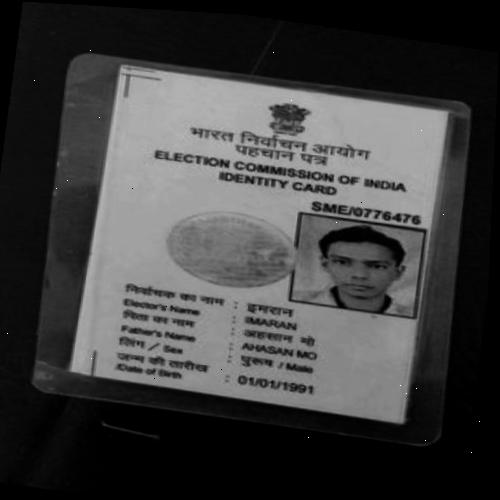 भारत निर्वाचन आयोग
पहचान पत्र
ELECTION COMMISSION OF INDIA
IDENTITY CARD
SME/0776476
निर्वाचक का नाम : इमरान
Elector's Name : IMARAN
पिता का नाम : अहसान मो
Father's Name : AHASAN MO
लिंग / Sex : पुरूष / Male
जन्म की तारीख : 01/01/1991
/Date of Birth